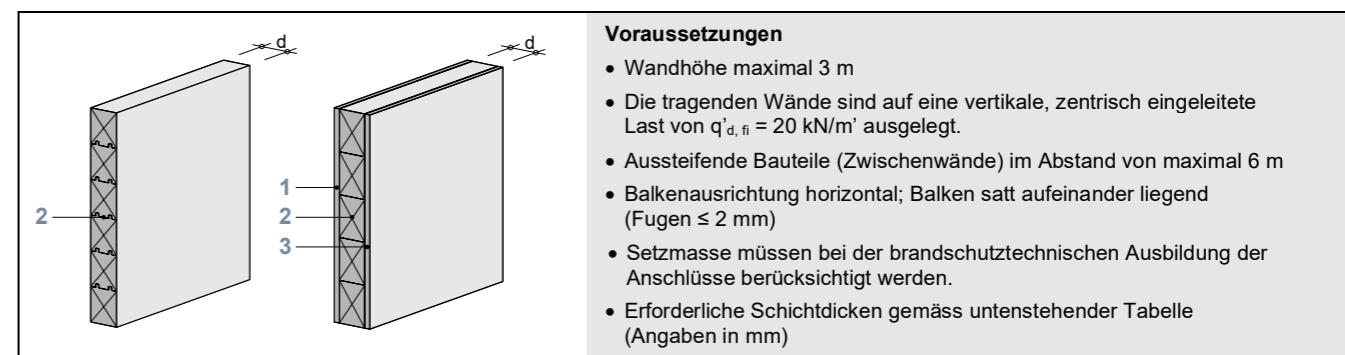 d
d
1
2
2
3
Voraussetzungen
• Wandhöhe maximal 3 m
• Die tragenden Wände sind auf eine vertikale, zentrisch eingeleitete
Last von q’d, fi = 20 kN/m’ ausgelegt.
• Aussteifende Bauteile (Zwischenwände) im Abstand von maximal 6 m
• Balkenausrichtung horizontal; Balken satt aufeinander liegend
(Fugen ≤ 2 mm)
• Setzmasse müssen bei der brandschutztechnischen Ausbildung der
Anschlüsse berücksichtigt werden.
• Erforderliche Schichtdicken gemäss untenstehender Tabelle
(Angaben in mm)